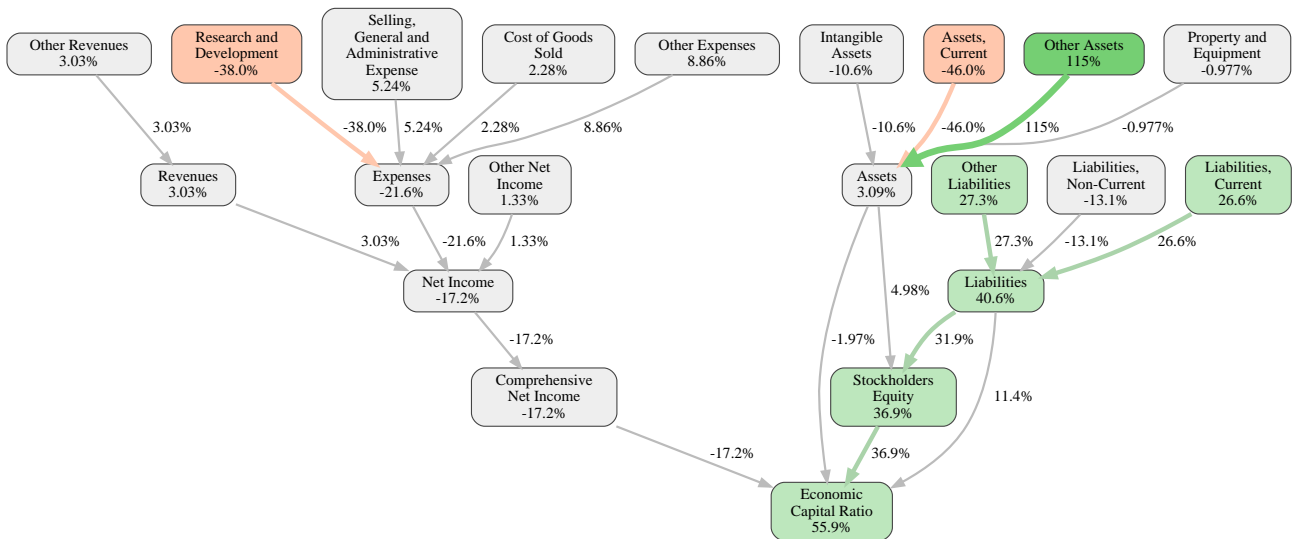 Other Revenues
3.03%
Research and
Development
-38.0%
Selling,
General and
Administrative
Expense
5.24%
Cost of Goods
Sold
2.28%
Other Expenses
8.86%
Intangible
Assets
-10.6%
Assets,
Current
-46.0%
Other Assets
115%
Property and
Equipment
-0.977%
3.03%
-38.0%
5.24%
2.28%
8.86%
-10.6%
-46.0%
115%
-0.977%
Revenues
3.03%
Expenses
-21.6%
Other Net
Income
1.33%
Assets
3.09%
Other
Liabilities
27.3%
Liabilities,
Non-Current
-13.1%
Liabilities,
Current
26.6%
3.03%
-21.6%
1.33%
27.3%
-13.1%
26.6%
Net Income
-17.2%
4.98%
Liabilities
40.6%
-17.2%
-1.97%
31.9%
Comprehensive
Net Income
-17.2%
Stockholders
Equity
36.9%
11.4%
-17.2%
36.9%
Economic
Capital Ratio
55.9%